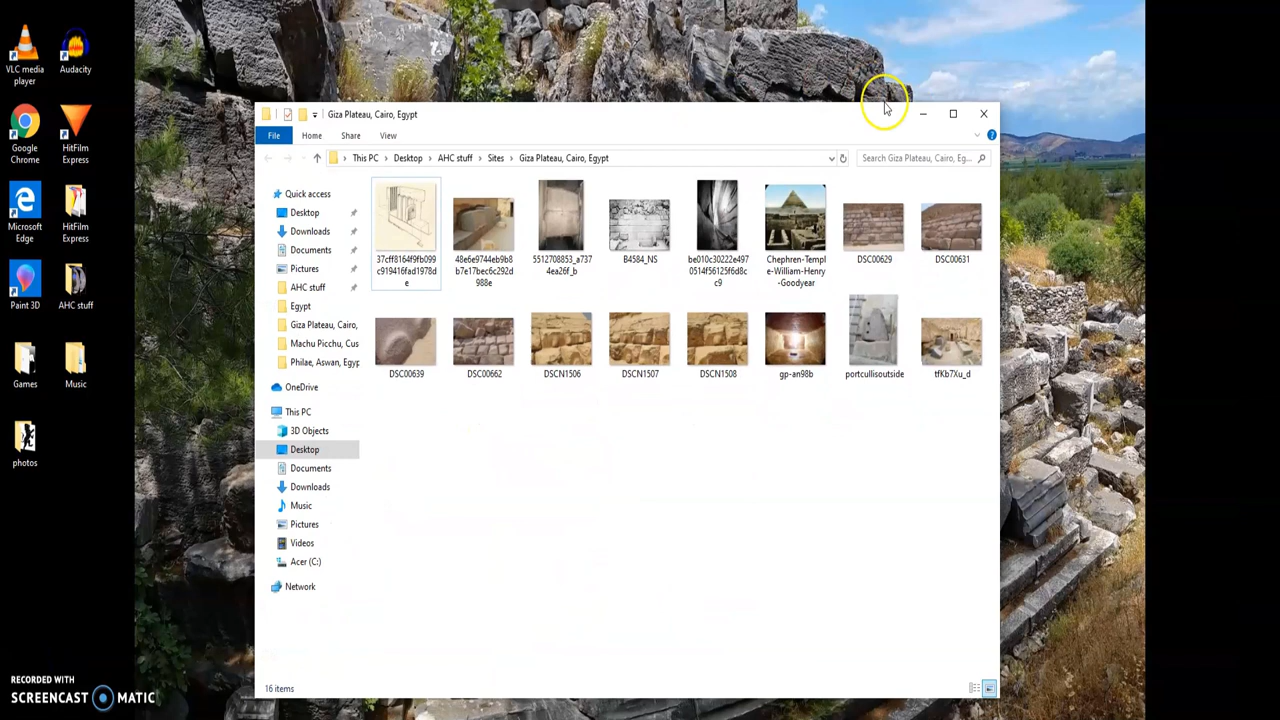 VLC media
player
Audacity
Google
Chrome
HitFilm
Express
Microsoft
Edge
HitFilm
Express
Paint 3D
AHC stuff
Games
Music
photos
RECORDED WITH
SCREENCAST MATIC
Giza Plateau, Cairo, Egypt
File Home Share View
This PC Desktop AHC stuff Sites Giza Plateau, Cairo, Egypt
Search Giza Plateau, Cairo, Eg...
Quick access
Desktop
Downloads
Documents
Pictures
AHC stuff
Egypt
Giza Plateau, Cairo,
Machu Picchu, Cus
Philae, Aswan, Egyp
OneDrive
This PC
3D Objects
Desktop
Documents
Downloads
Music
Pictures
Videos
Acer (C:)
Network
37cff8164f9fb099
c919416fad1978d
e
48e6e9744eb9b8
b7e17bec6c292d
988e
5512708853_a737
4ea26f_b
B4584_NS
be010c30222e497
0514f56125f6d8c
c9
Chephren-Templ
e-William-Henry
-Goodyear
DSC00629
DSC00631
DSC00639
DSC00662
DSCN1506
DSCN1507
DSCN1508
gp-an98b
portcullisoutside
tfKb7Xu_d
16 items